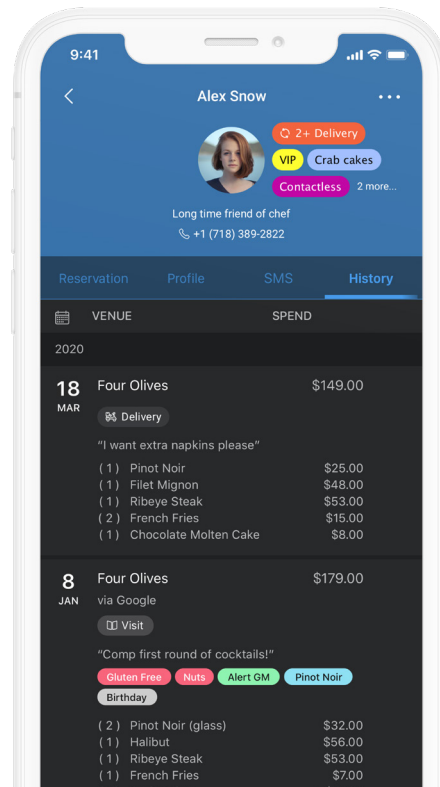 9:41
Alex Snow
2+ Delivery
VIP Crab cakes
Contactless 2 more...
Long time friend of chef
+1 (718) 389-2822
Reservation Profile SMS History
VENUE SPEND
2020
18 Four Olives $149.00
MAR
Delivery
“I want extra napkins please”
( 1 ) Pinot Noir $25.00
( 1 ) Filet Mignon $48.00
( 1 ) Ribeye Steak $53.00
( 2 ) French Fries $15.00
( 1 ) Chocolate Molten Cake $8.00
8 Four Olives $179.00
JAN via Google
Visit
“Comp first round of cocktails!”
Gluten Free Nuts Alert GM Pinot Noir
Birthday
( 2 ) Pinot Noir (glass) $32.00
( 1 ) Halibut $56.00
( 1 ) Ribeye Steak $53.00
( 1 ) French Fries $7.00